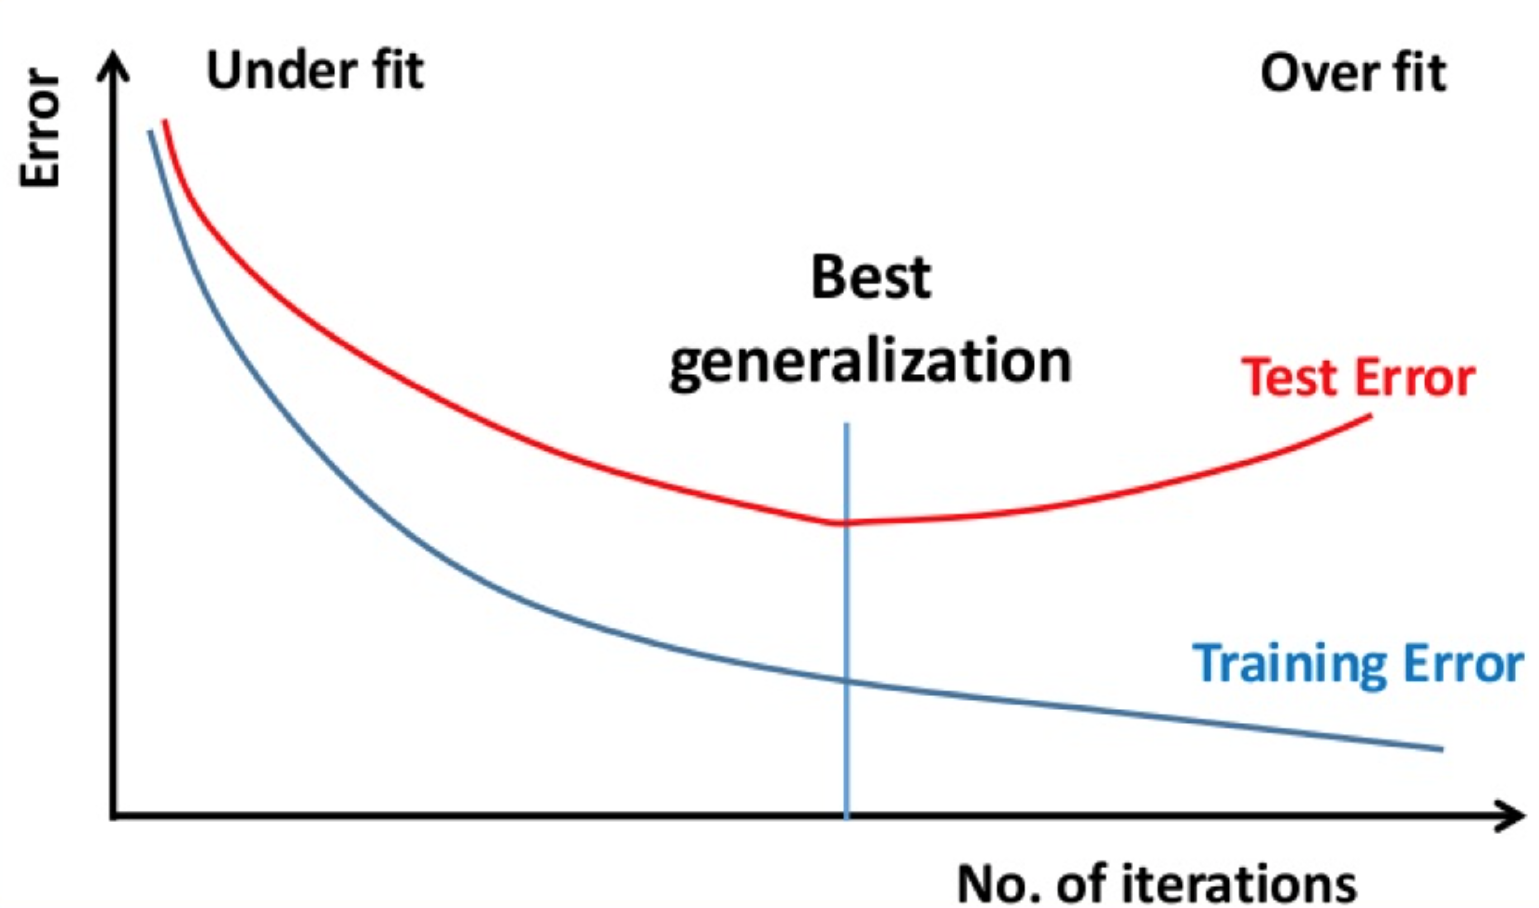 Under fit
Over fit
Error
Best
generalization
Test Error
Training Error
No. of iterations